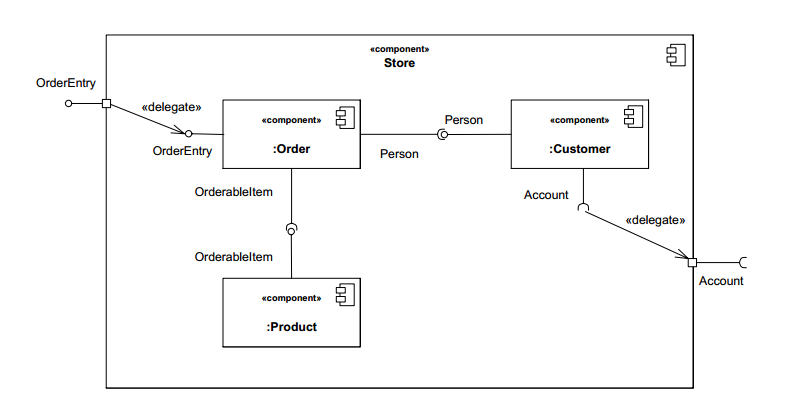 «component»
Store
OrderEntry
«delegate»
OrderEntry
«component»
:Order
Person
Person
«component»
:Customer
OrderableItem
Account
«delegate»
OrderableItem
Account
«component»
:Product